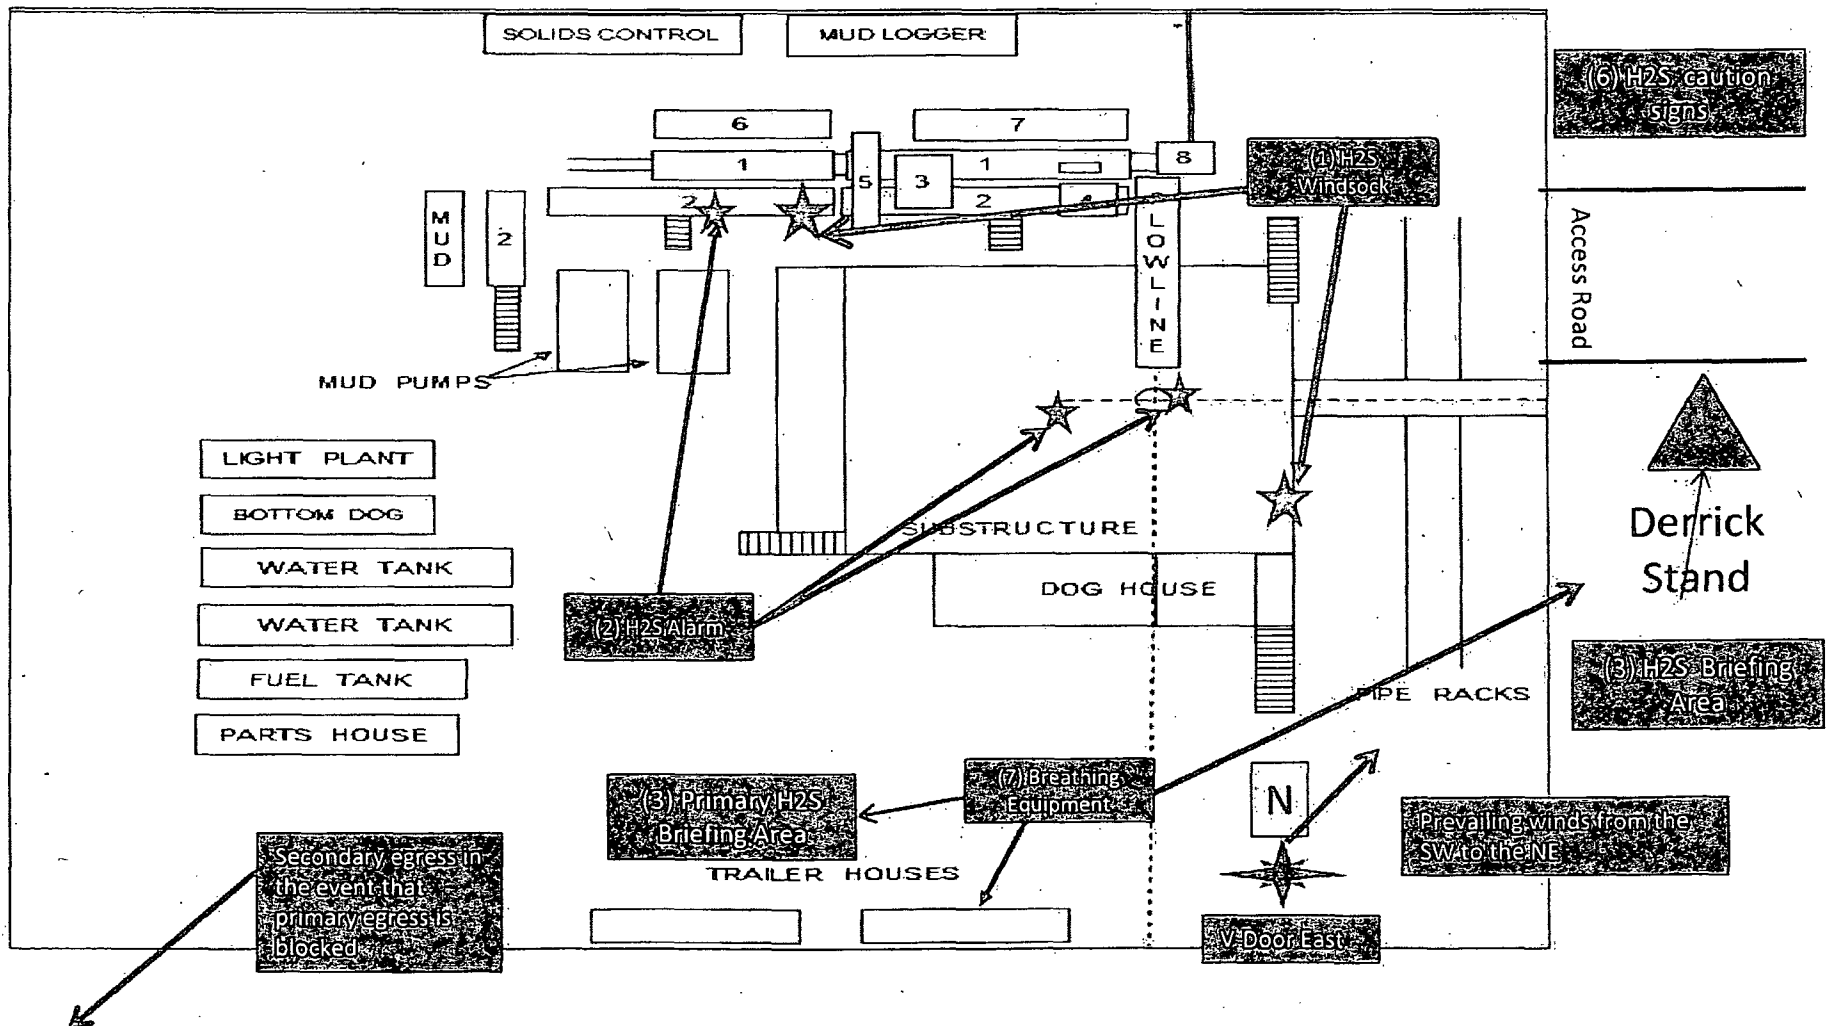 SOLIDS CONTROL
MUD LOGGER
(6) H2S caution
signs
6
7
1
1
8
(1) H2S
Windsock
5
3
2
2
4
MUD
2
LOWLINE
Access Road
MUD PUMPS
LIGHT PLANT
BOTTOM DOG
WATER TANK
WATER TANK
FUEL TANK
PARTS HOUSE
SUBSTRUCTURE
DOG HOUSE
(2) H2S Alarm
Derrick
Stand
(3) H2S Briefing
Area
PIPE RACKS
(3) Primary H2S
Briefing Area
(7) Breathing
Equipment
N
Prevailing winds from the
SW to the NE
TRAILER HOUSES
Secondary egress in
the event that
primary egress is
blocked
V Door East